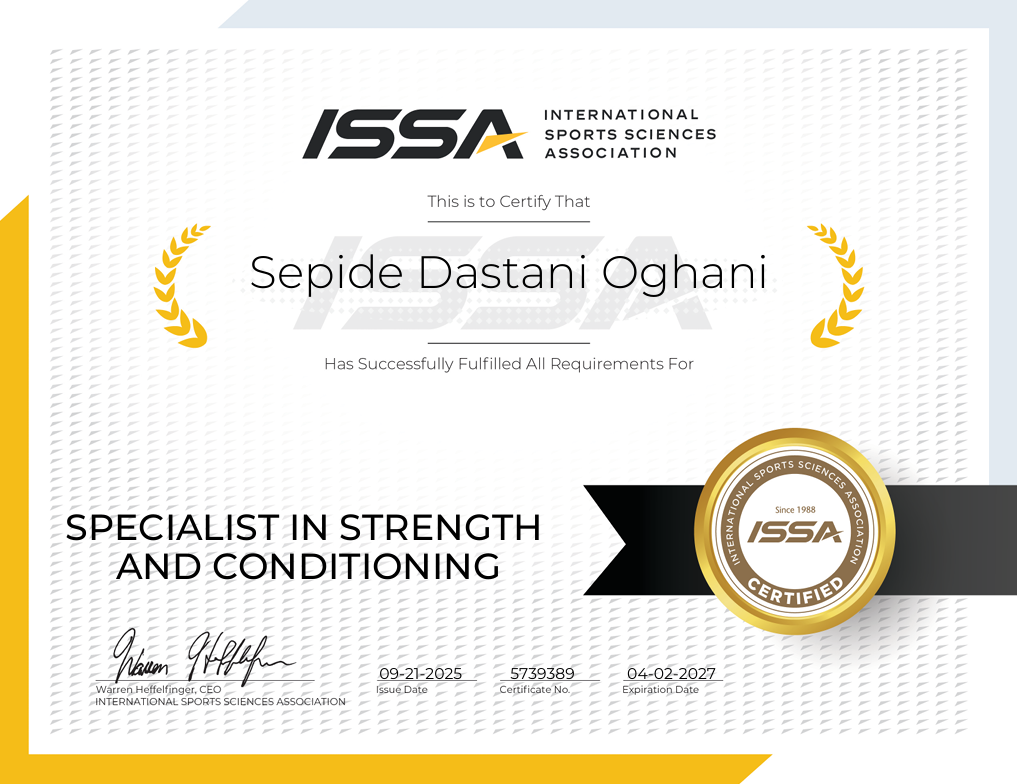 ISSA
INTERNATIONAL
SPORTS SCIENCES
ASSOCIATION
This is to Certify That
ISSA
Sepide Dastani Oghani
Has Successfully Fulfilled All Requirements For
SPECIALIST IN STRENGTH
AND CONDITIONING
INTERNATIONAL SPORTS SCIENCES ASSOCIATION
Since 1988
ISSA
CERTIFIED
Warren Heffelfinger
09-21-2025
5739389
04-02-2027
Warren Heffelfinger, CEO
Issue Date
Certificate No.
Expiration Date
INTERNATIONAL SPORTS SCIENCES ASSOCIATION